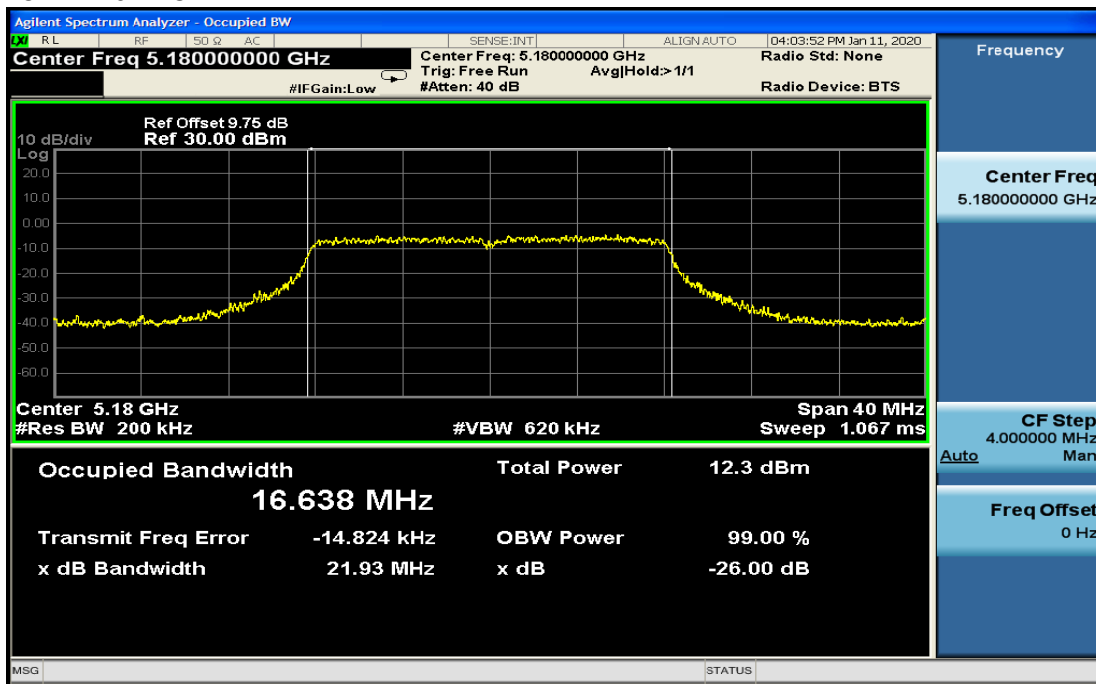 Agilent Spectrum Analyzer - Occupied BW
LXI RL RF 50 Ω AC SENSE:INT ALIGN AUTO 04:03:52 PM Jan 11, 2020
Center Freq 5.180000000 GHz
#IFGain:Low
Center Freq: 5.180000000 GHz
Trig: Free Run Avg|Hold:>1/1
#Atten: 40 dB
Radio Std: None
Radio Device: BTS
Ref Offset 9.75 dB
10 dB/div Ref 30.00 dBm
Log
20.0
10.0
0.00
-10.0
-20.0
-30.0
-40.0
-50.0
-60.0
Center 5.18 GHz Span 40 MHz
#Res BW 200 kHz #VBW 620 kHz Sweep 1.067 ms
Occupied Bandwidth Total Power 12.3 dBm
16.638 MHz
Transmit Freq Error -14.824 kHz OBW Power 99.00 %
x dB Bandwidth 21.93 MHz x dB -26.00 dB
MSG STATUS
Frequency
Center Freq
5.180000000 GHz
CF Step
4.000000 MHz
Auto Man
Freq Offset
0 Hz